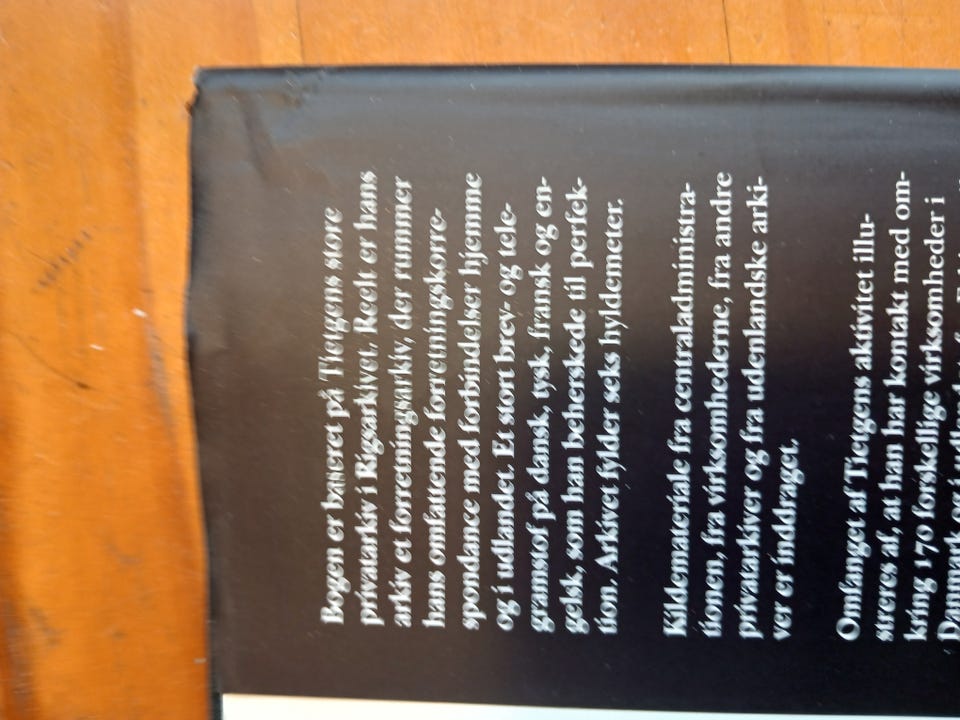 Bogen er baseret på Tietgens store
privatarkiv i Rigsarkivet. Reelt er hans
arkiv et forretningsarkiv, der rummer
hans omfattende forretningskorre-
spondance med forbindelser hjemme
og i udlandet. Et stort brev- og tele-
gramstof på dansk, tysk, fransk og en-
gelsk, som han beherskede til perfek-
tion. Arkivet fylder seks hyldemeter.
Kildemateriale fra centraladministra-
tionen, fra virksomhederne, fra andre
privatarkiver og fra udenlandske arki-
ver er inddraget.
Omfanget af Tietgens aktivitet illu-
streres af, at han har kontakt med om-
kring 170 forskellige virksomheder i
Danmark og i udlandet